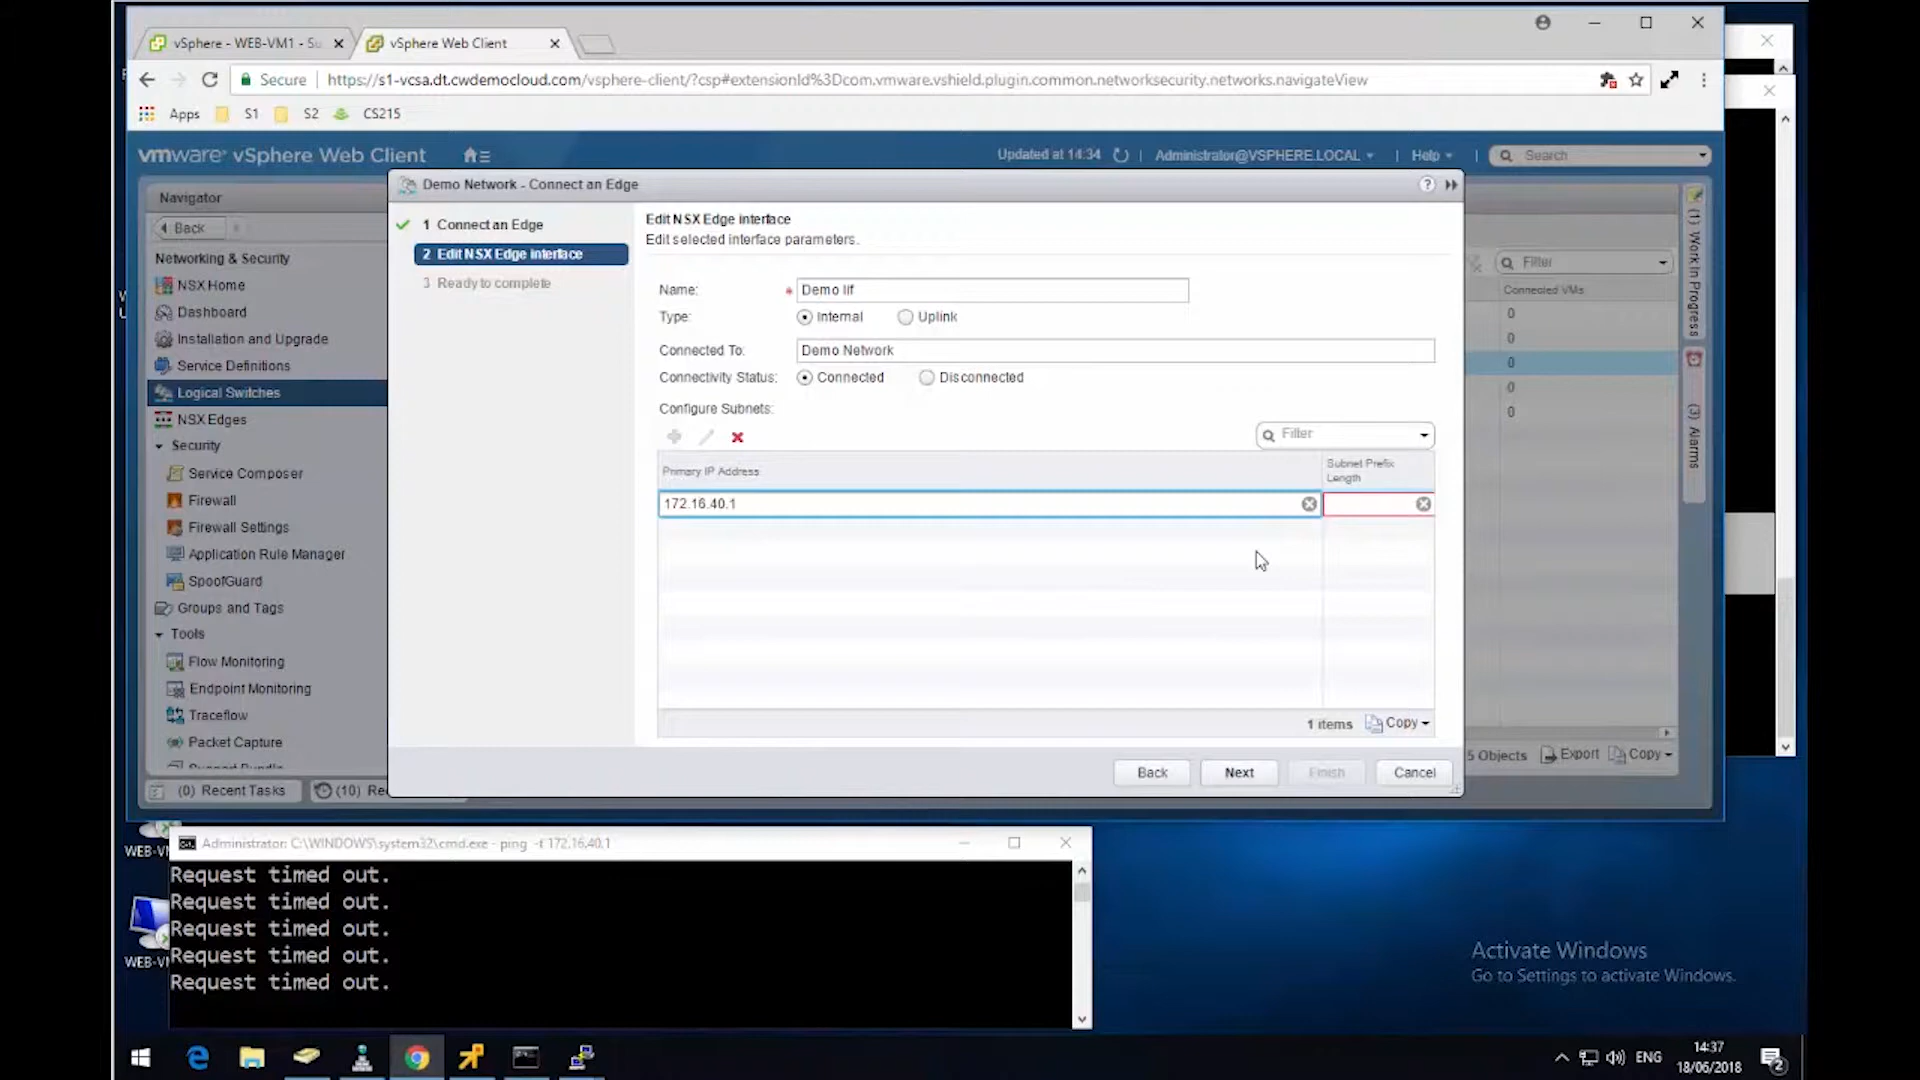 vSphere - WEB-VM1 - Su
vSphere Web Client
Secure
https://s1-vcsa.dt.cwdemocloud.com/vsphere-client/?csp#extensionId%3Dcom.vmware.vshield.plugin.common.networksecurity.networks.navigateView
Apps
S1
S2
CS215
vmware vSphere Web Client
Updated at 14:34
Administrator@VSPHERE.LOCAL
Help
Search
Navigator
Back
Networking & Security
NSX Home
Dashboard
Installation and Upgrade
Service Definitions
Logical Switches
NSX Edges
Security
Service Composer
Firewall
Firewall Settings
Application Rule Manager
SpoofGuard
Groups and Tags
Tools
Flow Monitoring
Endpoint Monitoring
Traceflow
Packet Capture
(0) Recent Tasks
(10) Re
Demo Network - Connect an Edge
1 Connect an Edge
2 Edit NSX Edge interface
3 Ready to complete
Edit NSX Edge interface
Edit selected interface parameters.
Name:
* Demo lif
Type:
Internal
Uplink
Connected To:
Demo Network
Connectivity Status:
Connected
Disconnected
Configure Subnets:
Filter
Primary IP Address
Subnet Prefix
Length
172.16.40.1
1 items
Copy
Back
Next
Finish
Cancel
Filter
Connected VMs
0
0
0
0
0
5 Objects
Export
Copy
(1) Work In Progress
(3) Alarms
WEB-VM
WEB-VM
Administrator: C:\WINDOWS\system32\cmd.exe - ping -t 172.16.40.1
Request timed out.
Request timed out.
Request timed out.
Request timed out.
Request timed out.
Activate Windows
Go to Settings to activate Windows.
ENG
14:37
18/06/2018
2